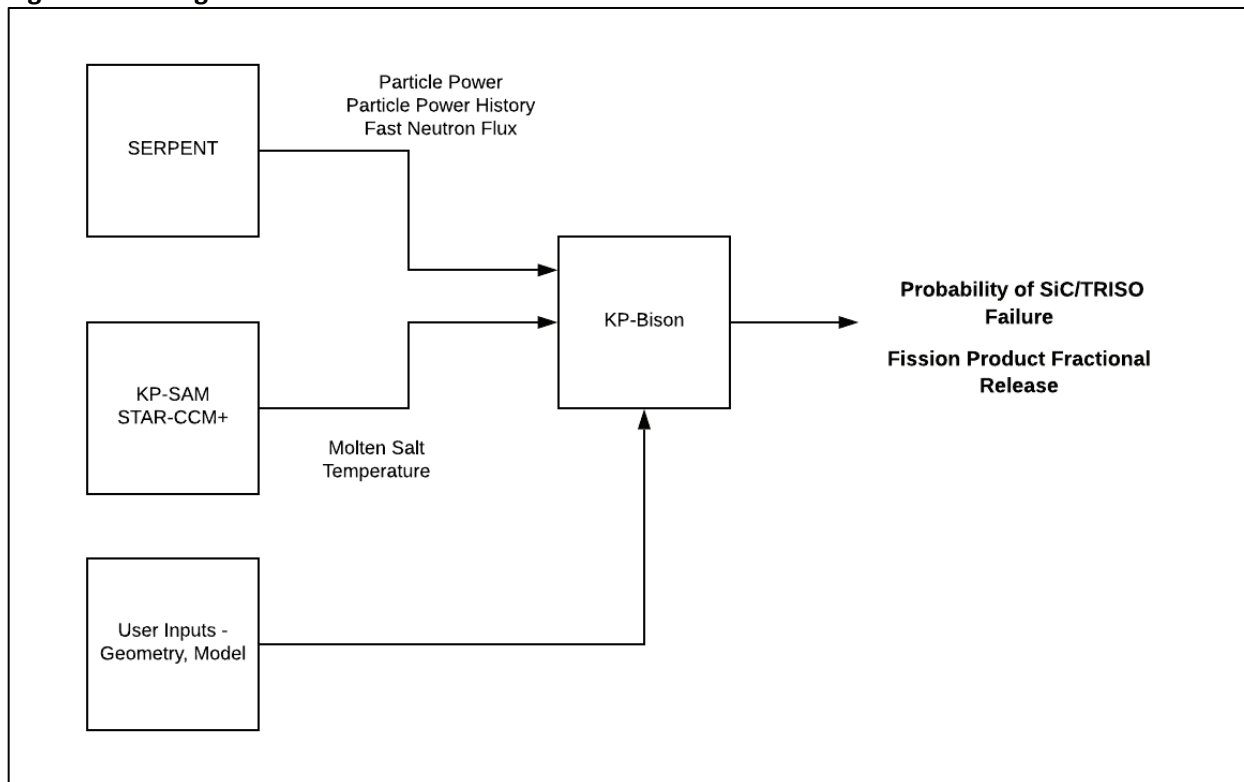 SERPENT
Particle Power
Particle Power History
Fast Neutron Flux
KP-SAM
STAR-CCM+
Molten Salt
Temperature
User Inputs -
Geometry, Model
KP-Bison
Probability of SiC/TRISO
Failure
Fission Product Fractional
Release